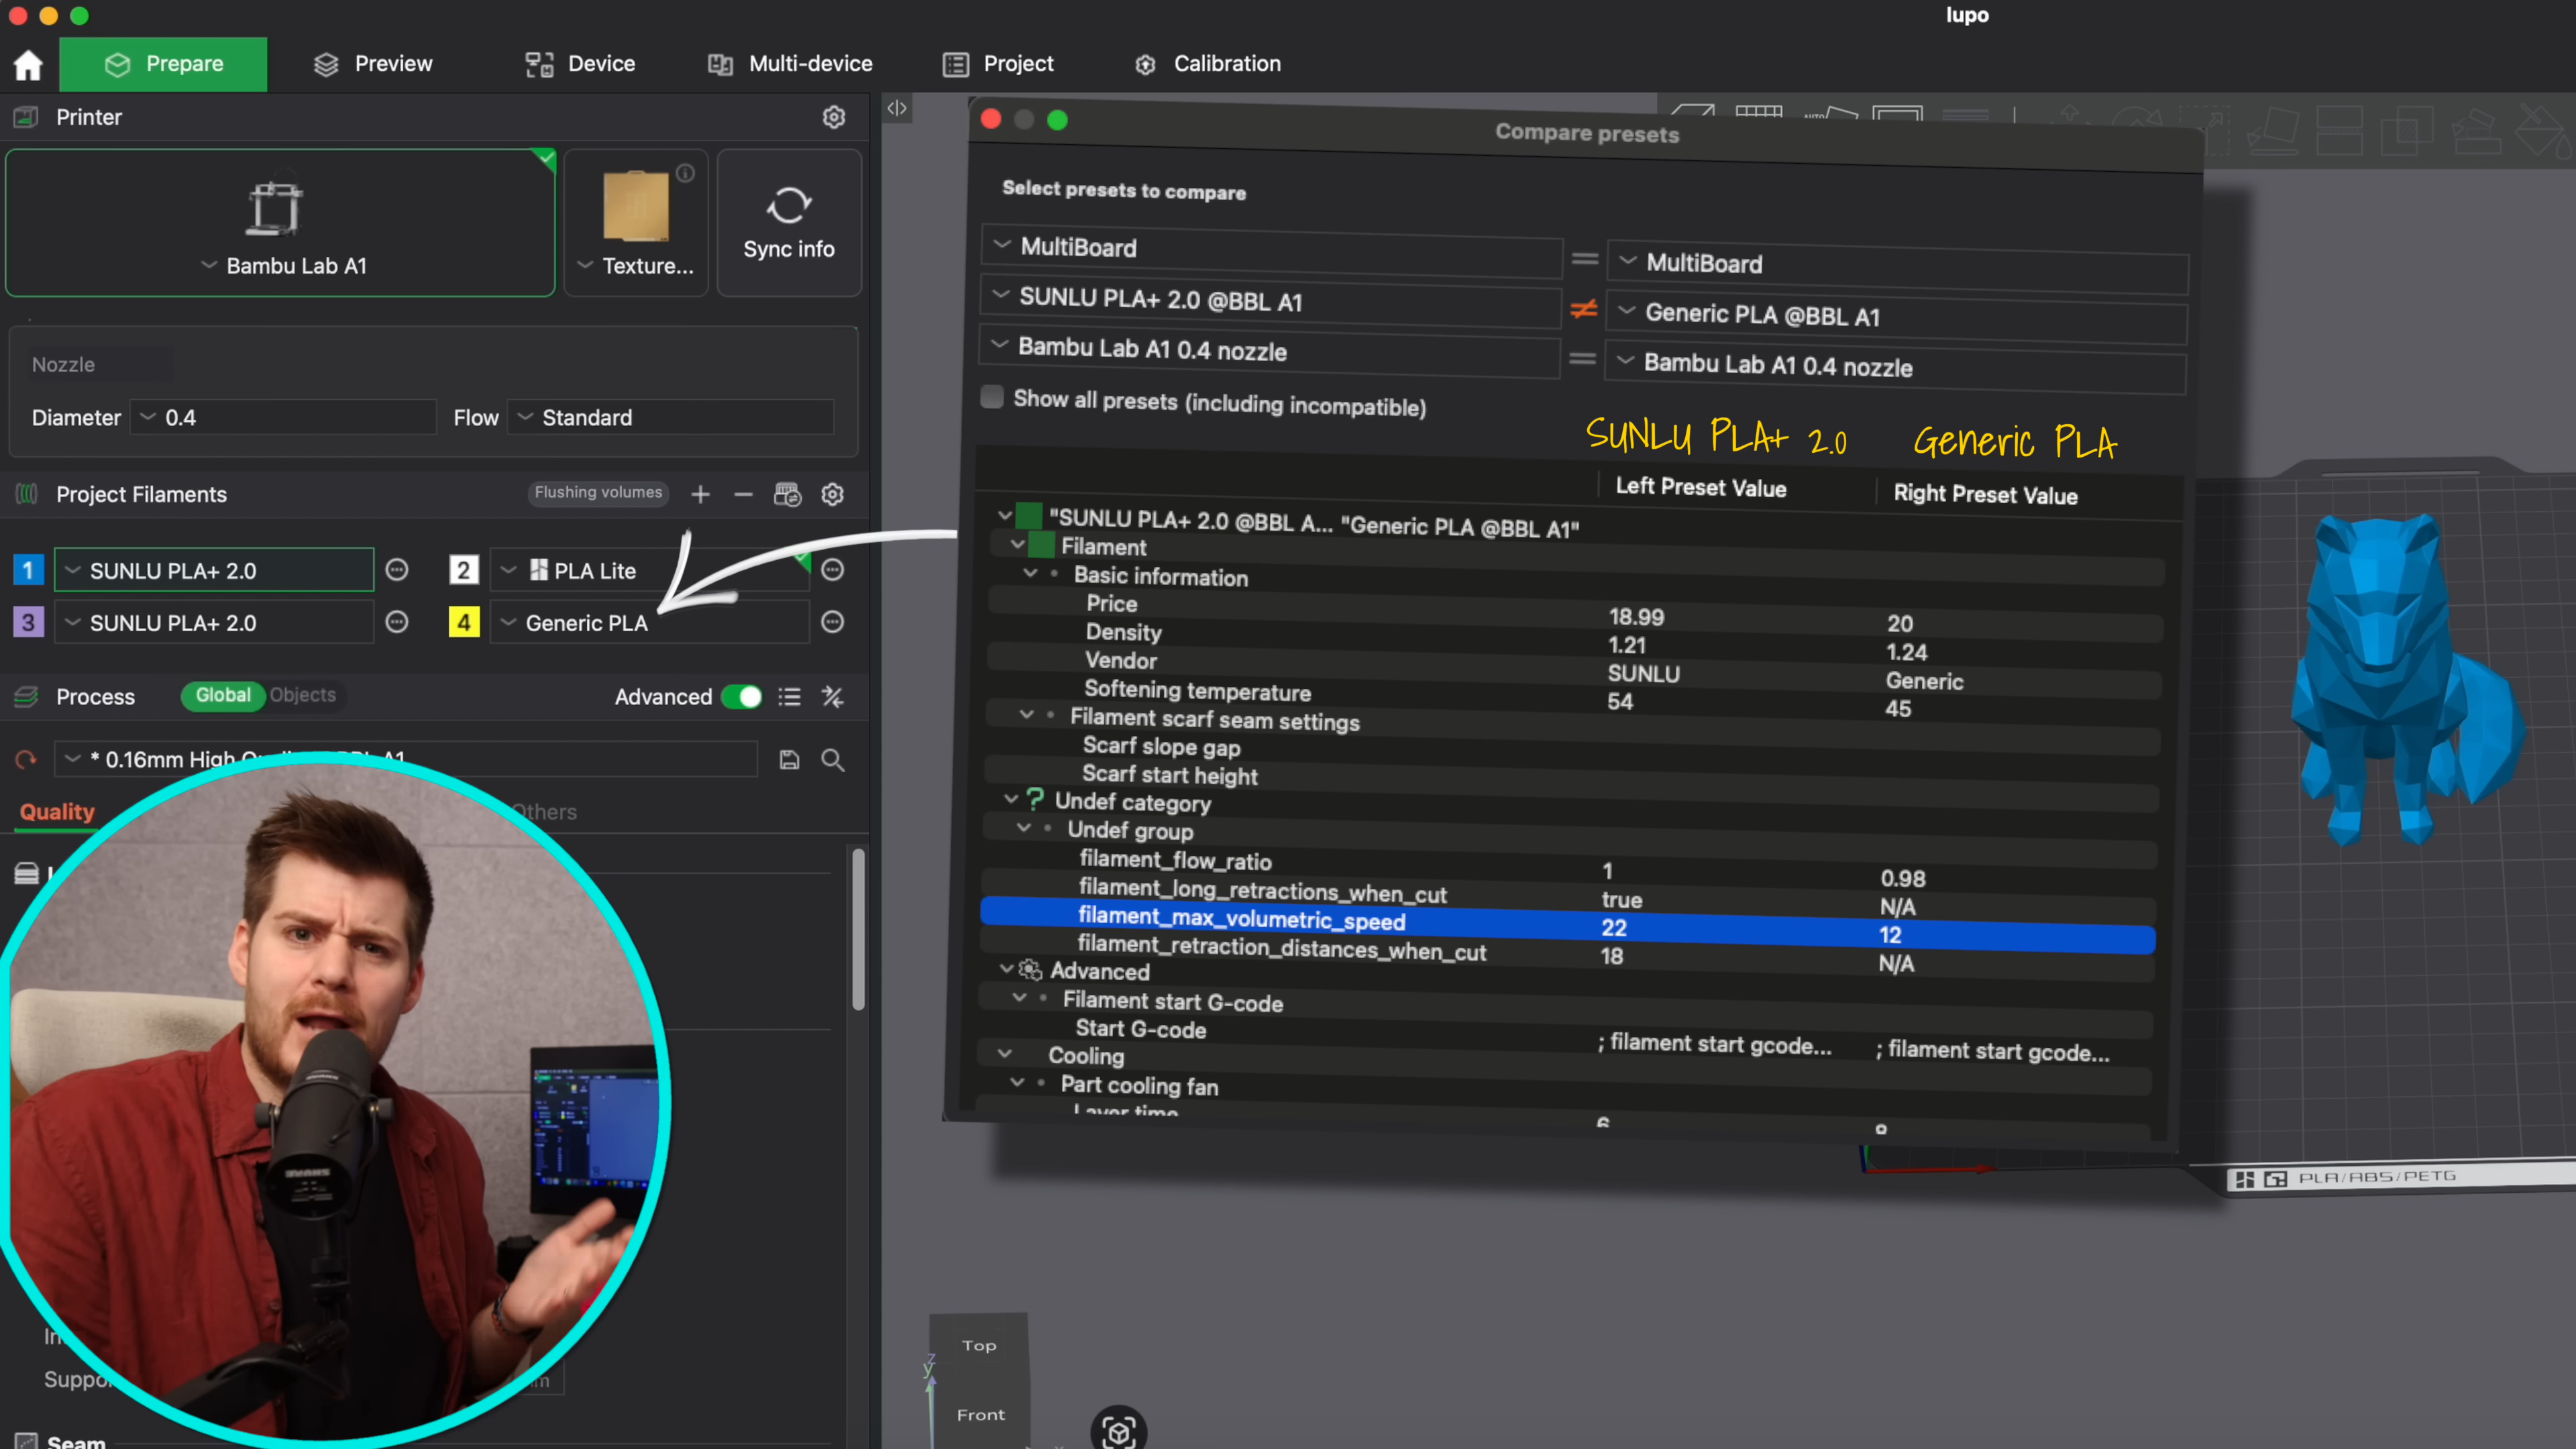 lupo
Prepare
Preview
Device
Multi-device
Project
Calibration
Printer
Bambu Lab A1
Texture...
Sync info
Nozzle
Diameter
0.4
Flow
Standard
Project Filaments
Flushing volumes
1
SUNLU PLA+ 2.0
2
PLA Lite
3
SUNLU PLA+ 2.0
4
Generic PLA
Process
Global
Objects
Advanced
* 0.16mm High A1
Quality
Others
Seam
Compare presets
Select presets to compare
MultiBoard
MultiBoard
SUNLU PLA+ 2.0 @BBL A1
≠
Generic PLA @BBL A1
Bambu Lab A1 0.4 nozzle
Bambu Lab A1 0.4 nozzle
Show all presets (including incompatible)
SUNLU PLA+ 2.0
Generic PLA
Left Preset Value
Right Preset Value
"SUNLU PLA+ 2.0 @BBL A... "Generic PLA @BBL A1"
Filament
Basic information
Price 18.99 20
Density 1.21 1.24
Vendor SUNLU Generic
Softening temperature 54 45
Filament scarf seam settings
Scarf slope gap
Scarf start height
? Undef category
Undef group
filament_flow_ratio 1 0.98
filament_long_retractions_when_cut true N/A
filament_max_volumetric_speed 22 12
filament_retraction_distances_when_cut 18 N/A
Advanced
Filament start G-code
Start G-code ; filament start gcode... ; filament start gcode...
Cooling
Part cooling fan
Layer time 6 8
PLA/ABS/PETG
Top
Front
z
y